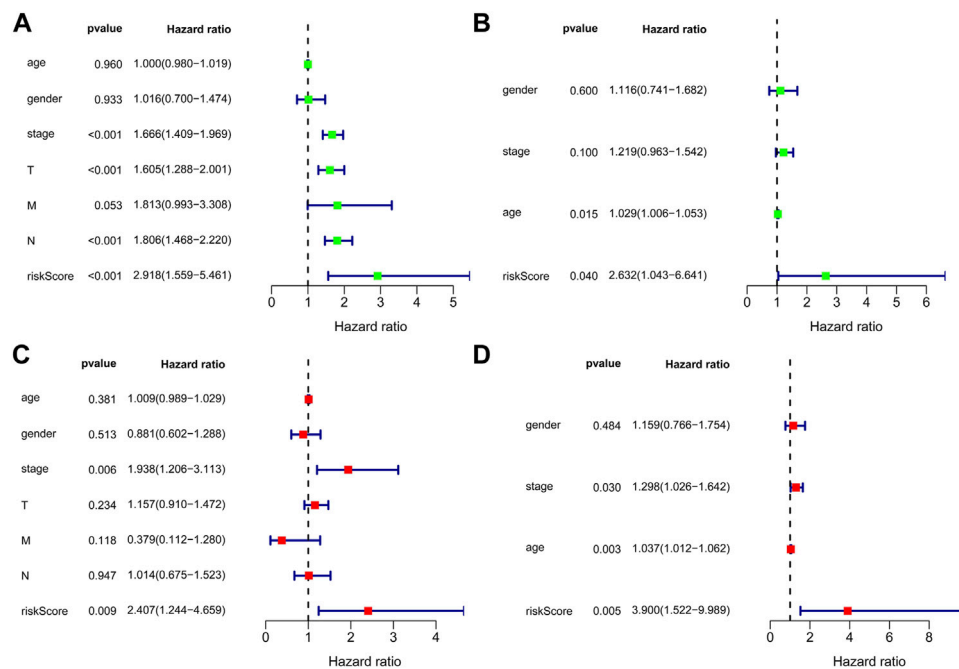 A
pvalue Hazard ratio
age 0.960 1.000(0.980−1.019)
gender 0.933 1.016(0.700−1.474)
stage <0.001 1.666(1.409−1.969)
T <0.001 1.605(1.288−2.001)
M 0.053 1.813(0.993−3.308)
N <0.001 1.806(1.468−2.220)
riskScore <0.001 2.918(1.559−5.461)
0 1 2 3 4 5
Hazard ratio
B
pvalue Hazard ratio
gender 0.600 1.116(0.741−1.682)
stage 0.100 1.219(0.963−1.542)
age 0.015 1.029(1.006−1.053)
riskScore 0.040 2.632(1.043−6.641)
0 1 2 3 4 5 6
Hazard ratio
C
pvalue Hazard ratio
age 0.381 1.009(0.989−1.029)
gender 0.513 0.881(0.602−1.288)
stage 0.006 1.938(1.206−3.113)
T 0.234 1.157(0.910−1.472)
M 0.118 0.379(0.112−1.280)
N 0.947 1.014(0.675−1.523)
riskScore 0.009 2.407(1.244−4.659)
0 1 2 3 4
Hazard ratio
D
pvalue Hazard ratio
gender 0.484 1.159(0.766−1.754)
stage 0.030 1.298(1.026−1.642)
age 0.003 1.037(1.012−1.062)
riskScore 0.005 3.900(1.522−9.989)
0 2 4 6 8
Hazard ratio